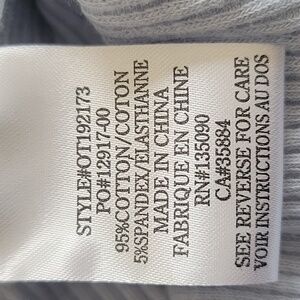 STYLE#OT192173
PO#12917-00
95%COTTON/COTON
5%SPANDEX/ÉLASTHANNE
MADE IN CHINA
FABRIQUE EN CHINE
RN#135090
CA#35884
SEE REVERSE FOR CARE
VOIR INSTRUCTIONS AU DOS